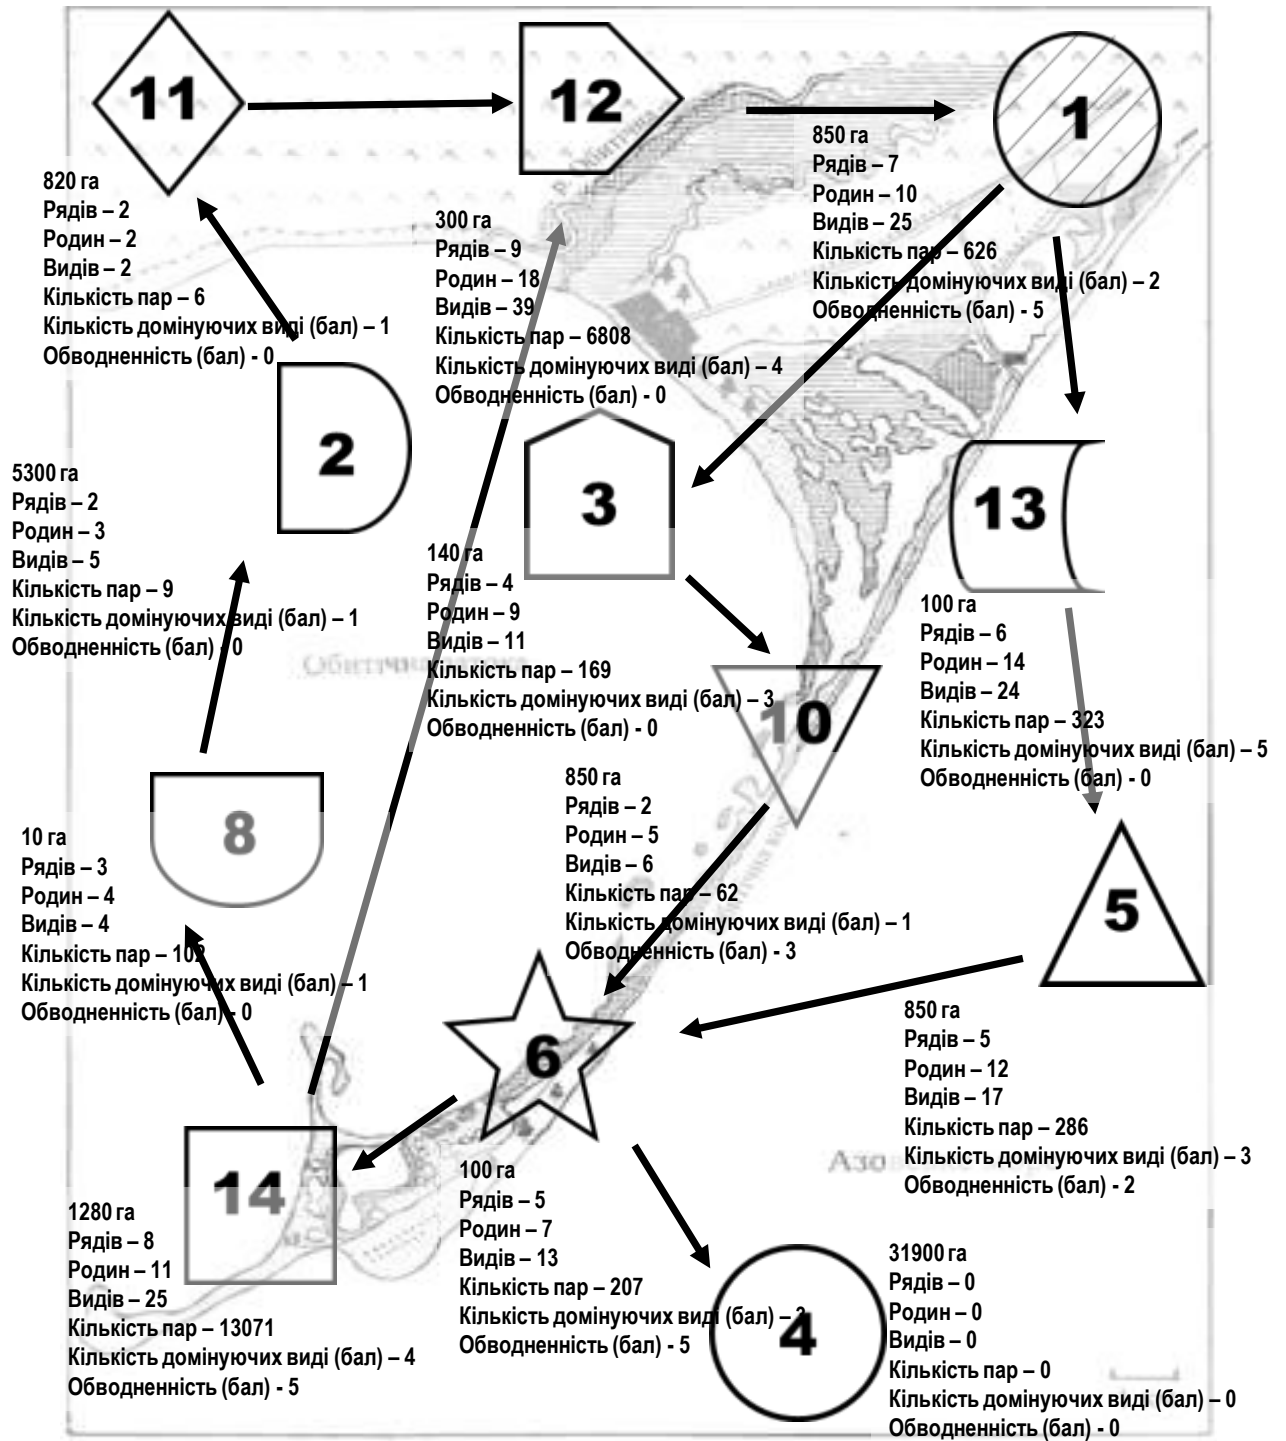 11
12
1
820 га
Рядів – 2
Родин – 2
Видів – 2
Кількість пар – 6
Кількість домінуючих виді (бал) – 1
Обводненність (бал) - 0
р. Обитічна
300 га
Рядів – 9
Родин – 18
Видів – 39
Кількість пар – 6808
Кількість домінуючих виді (бал) – 4
Обводненність (бал) - 0
850 га
Рядів – 7
Родин – 10
Видів – 25
Кількість пар – 626
Кількість домінуючих виді (бал) – 2
Обводненність (бал) - 5
2
3
13
5300 га
Рядів – 2
Родин – 3
Видів – 5
Кількість пар – 9
Кількість домінуючих виді (бал) – 1
Обводненність (бал) - 0
140 га
Рядів – 4
Родин – 9
Видів – 11
Кількість пар – 169
Кількість домінуючих виді (бал) – 3
Обводненність (бал) - 0
100 га
Рядів – 6
Родин – 14
Видів – 24
Кількість пар – 323
Кількість домінуючих виді (бал) – 5
Обводненність (бал) - 0
10
8
5
10 га
Рядів – 3
Родин – 4
Видів – 4
Кількість пар – 102
Кількість домінуючих виді (бал) – 1
Обводненність (бал) - 0
850 га
Рядів – 2
Родин – 5
Видів – 6
Кількість пар – 62
Кількість домінуючих виді (бал) – 1
Обводненність (бал) - 3
6
850 га
Рядів – 5
Родин – 12
Видів – 17
Кількість пар – 286
Кількість домінуючих виді (бал) – 3
Обводненність (бал) - 2
14
1280 га
Рядів – 8
Родин – 11
Видів – 25
Кількість пар – 13071
Кількість домінуючих виді (бал) – 4
Обводненність (бал) - 5
100 га
Рядів – 5
Родин – 7
Видів – 13
Кількість пар – 207
Кількість домінуючих виді (бал) –
Обводненність (бал) - 5
4
31900 га
Рядів – 0
Родин – 0
Видів – 0
Кількість пар – 0
Кількість домінуючих виді (бал) – 0
Обводненність (бал) - 0